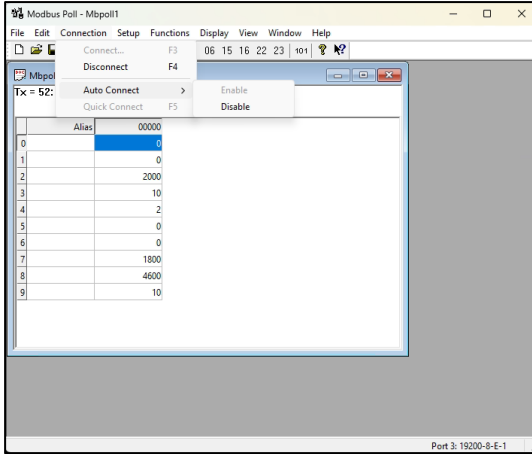 Modbus Poll - Mbpoll1
File Edit Connection Setup Functions Display View Window Help
Connect... F3
06 15 16 22 23 101
Disconnect F4
Mbpol
Auto Connect > Enable
Tx = 52:
Quick Connect F5 Disable
Alias 00000
0 0
1 0
2 2000
3 10
4 2
5 0
6 0
7 1800
8 4600
9 10
Port 3: 19200-8-E-1